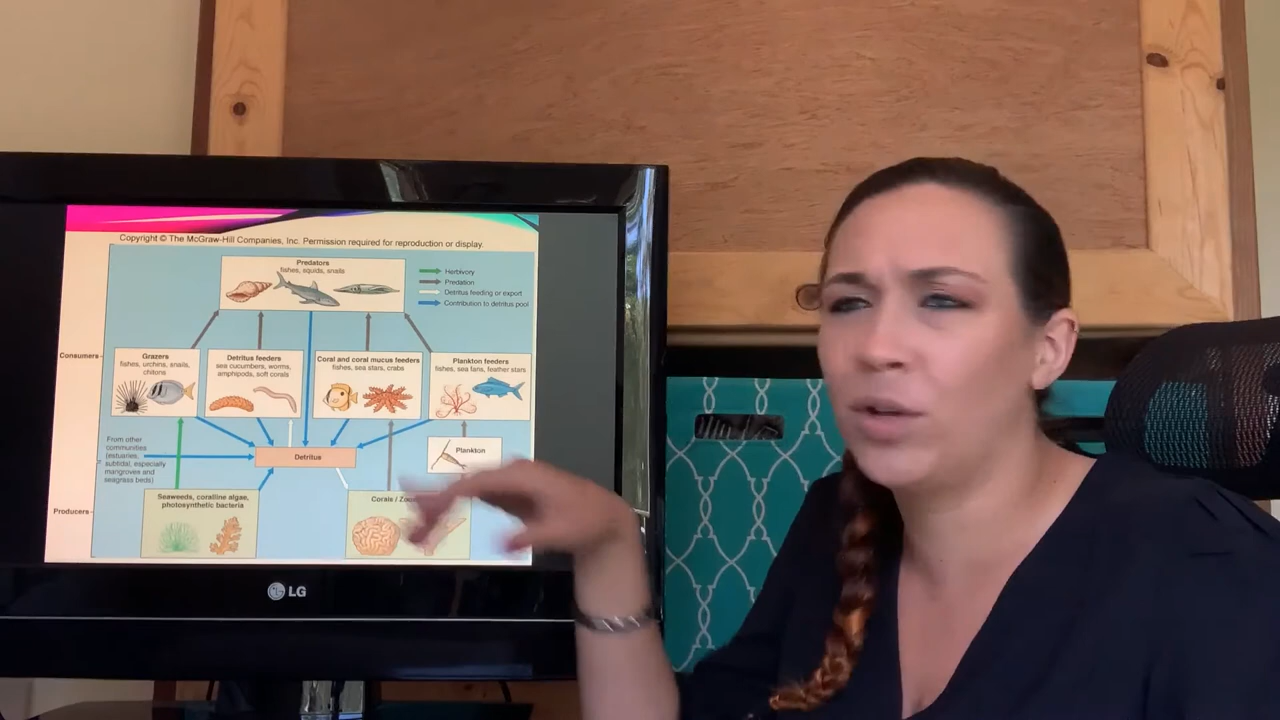 Copyright © The McGraw-Hill Companies, Inc. Permission required for reproduction or display.
Predators
fishes, squids, snails
Herbivory
Predation
Detritus feeding or export
Contribution to detritus pool
Consumers
Grazers
fishes, urchins, snails,
chitons
Detritus feeders
sea cucumbers, worms,
amphipods, soft corals
Coral and coral mucus feeders
fishes, sea stars, crabs
Plankton feeders
fishes, sea fans, feather stars
From other
communities
(estuaries,
subtidal, especially
mangroves and
seagrass beds)
Detritus
Plankton
Producers
Seaweeds, coralline algae,
photosynthetic bacteria
Corals /
LG